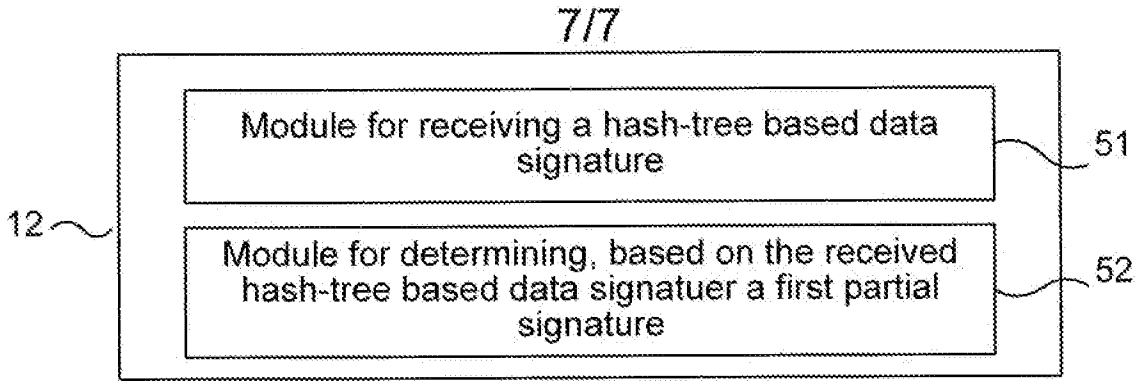 7/7
Module for receiving a hash-tree based data
signature
51
12
Module for determining, based on the received
hash-tree based data signatuer a first partial
signature
52